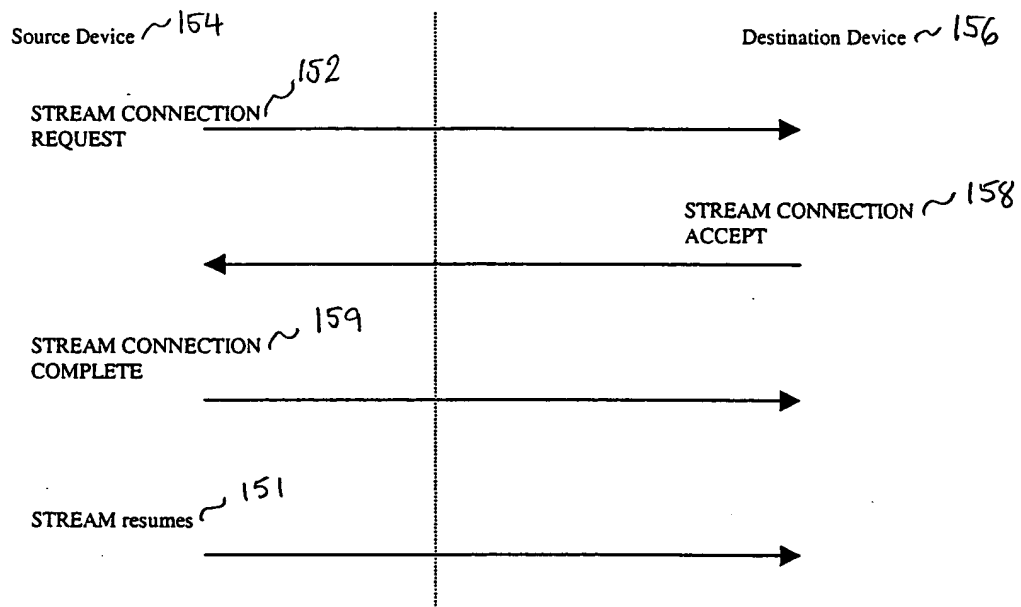 Source Device 154
Destination Device 156
152
STREAM CONNECTION
REQUEST
158
STREAM CONNECTION
ACCEPT
159
STREAM CONNECTION
COMPLETE
151
STREAM resumes